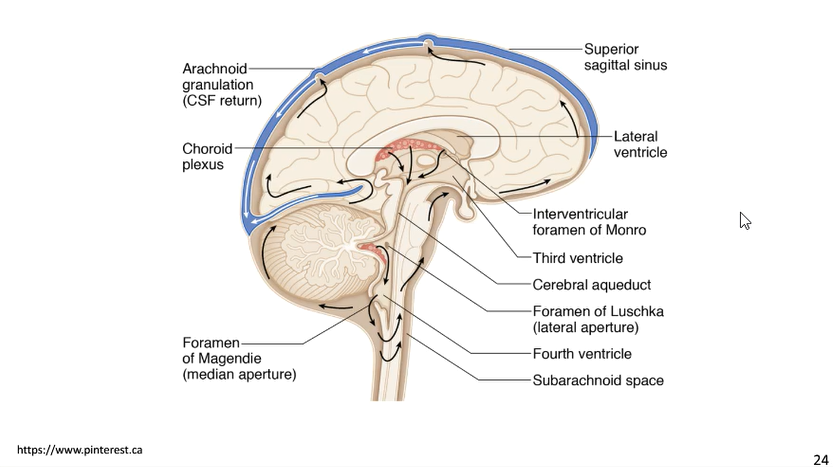 Arachnoid
granulation
(CSF return)
Choroid
plexus
Foramen
of Magendie
(median aperture)
Superior
sagittal sinus
Lateral
ventricle
Interventricular
foramen of Monro
Third ventricle
Cerebral aqueduct
Foramen of Luschka
(lateral aperture)
Fourth ventricle
Subarachnoid space
https://www.pinterest.ca
24